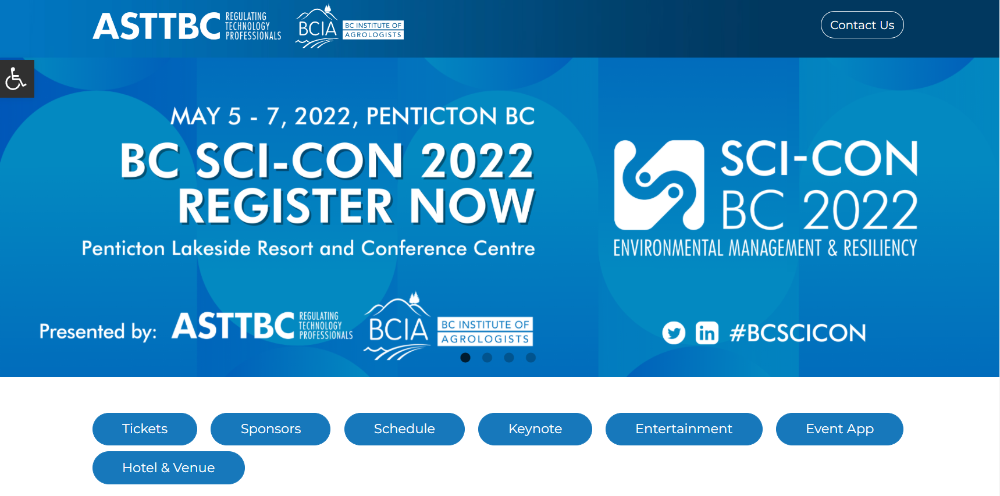 ASTTBC REGULATING
TECHNOLOGY
PROFESSIONALS
BCIA BC INSTITUTE OF
AGROLOGISTS
Contact Us
MAY 5 - 7, 2022, PENTICTON BC
BC SCI-CON 2022
REGISTER NOW
Penticton Lakeside Resort and Conference Centre
SCI-CON
BC 2022
ENVIRONMENTAL MANAGEMENT & RESILIENCY
Presented by: ASTTBC REGULATING
TECHNOLOGY
PROFESSIONALS
BCIA BC INSTITUTE OF
AGROLOGISTS
in #BCSCICON
Tickets
Sponsors
Schedule
Keynote
Entertainment
Event App
Hotel & Venue